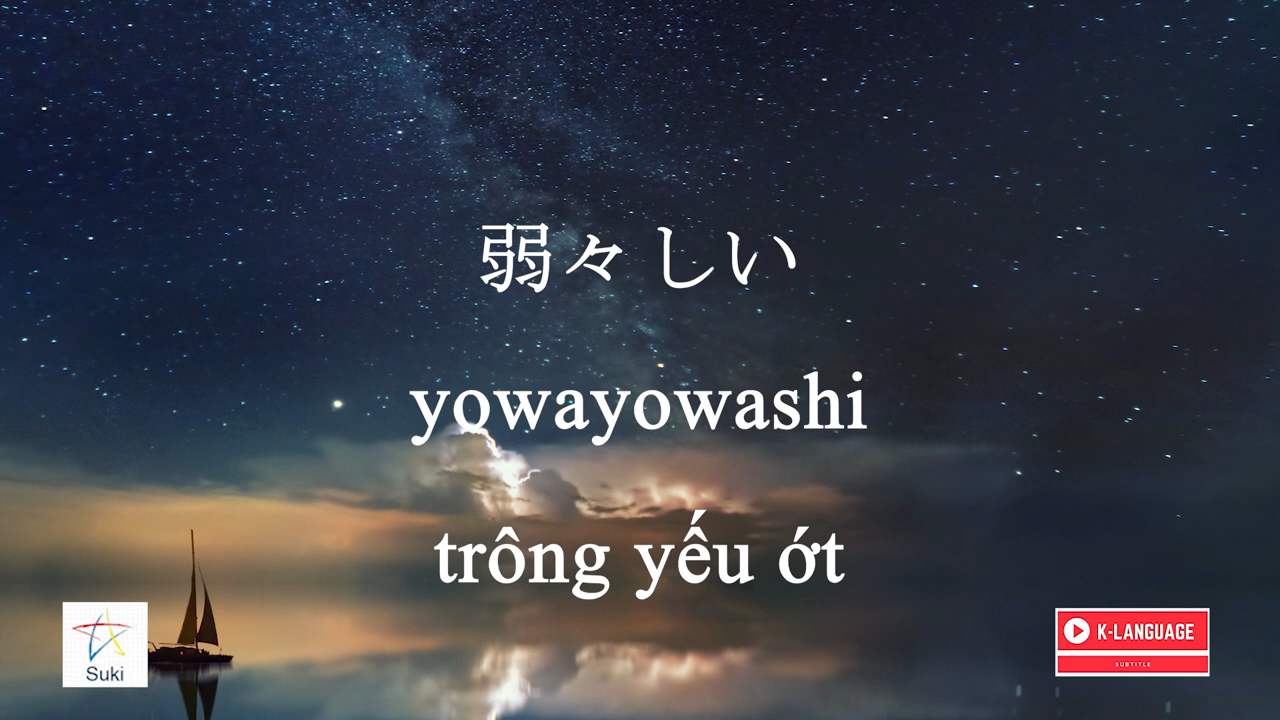 弱々しい
yowayowashi
trông yếu ớt
Suki
K-LANGUAGE
SUBTITLE